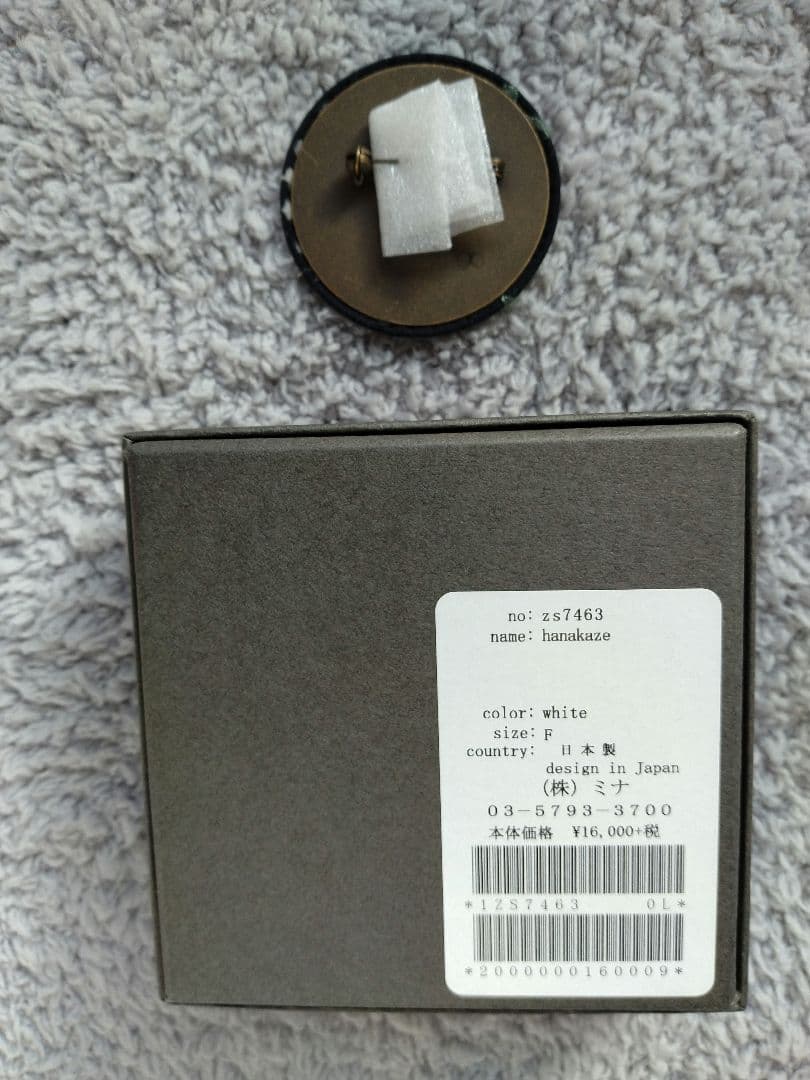 no: zs7463
name: hanakaze
color: white
size: F
country: 日本製
design in Japan
(株) ミナ
03-5793-3700
本体価格 ¥16,000+税
*1ZS7463 0L*
*2000000160009*